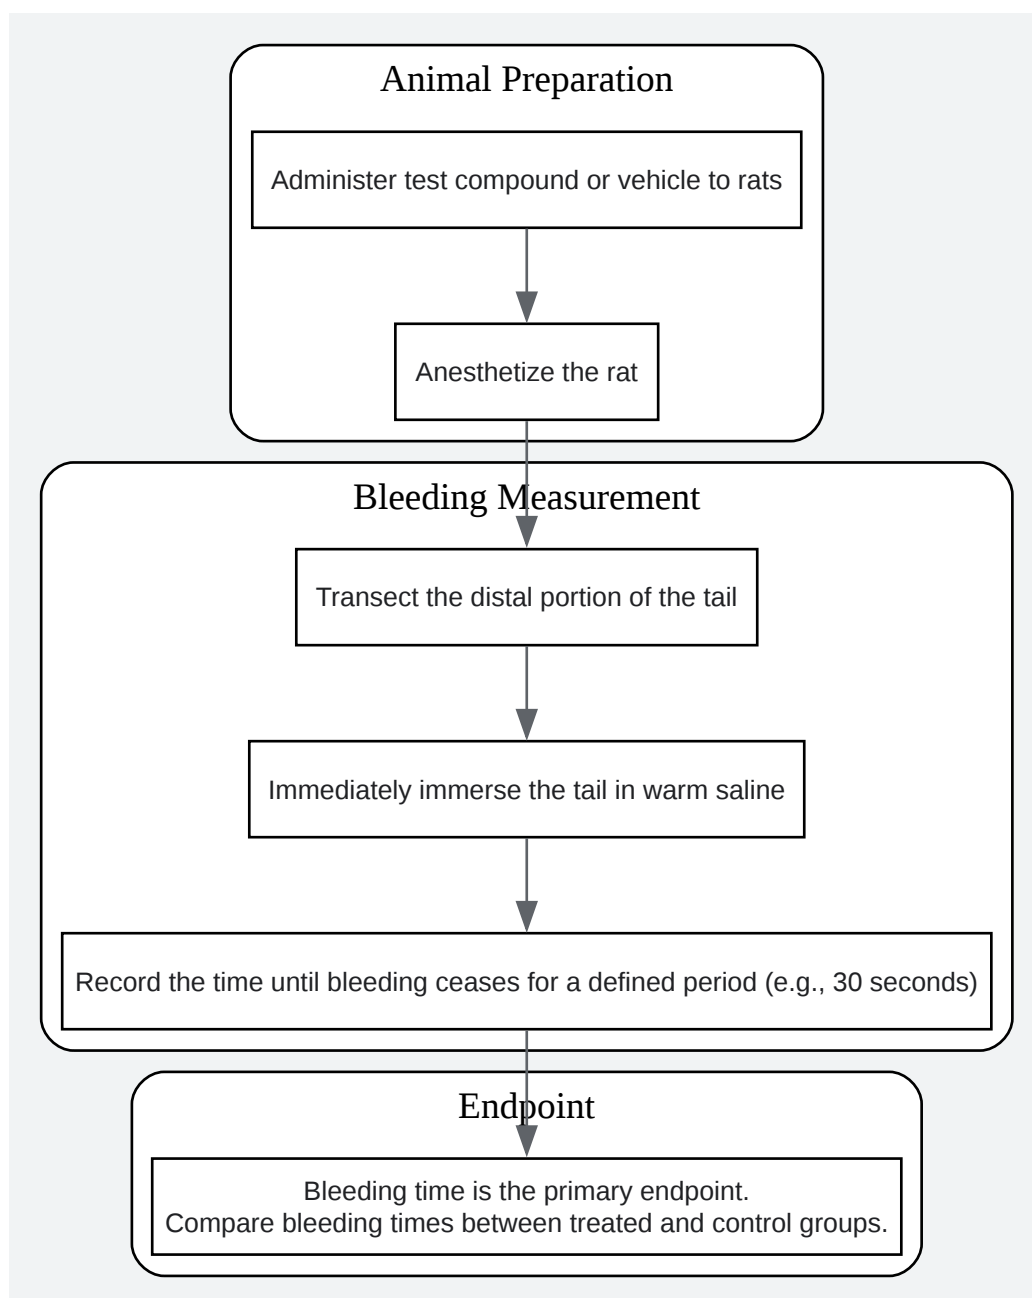 Animal Preparation
Administer test compound or vehicle to rats
Anesthetize the rat
Bleeding Measurement
Transect the distal portion of the tail
Immediately immerse the tail in warm saline
Record the time until bleeding ceases for a defined period (e.g., 30 seconds)
Endpoint
Bleeding time is the primary endpoint.
Compare bleeding times between treated and control groups.